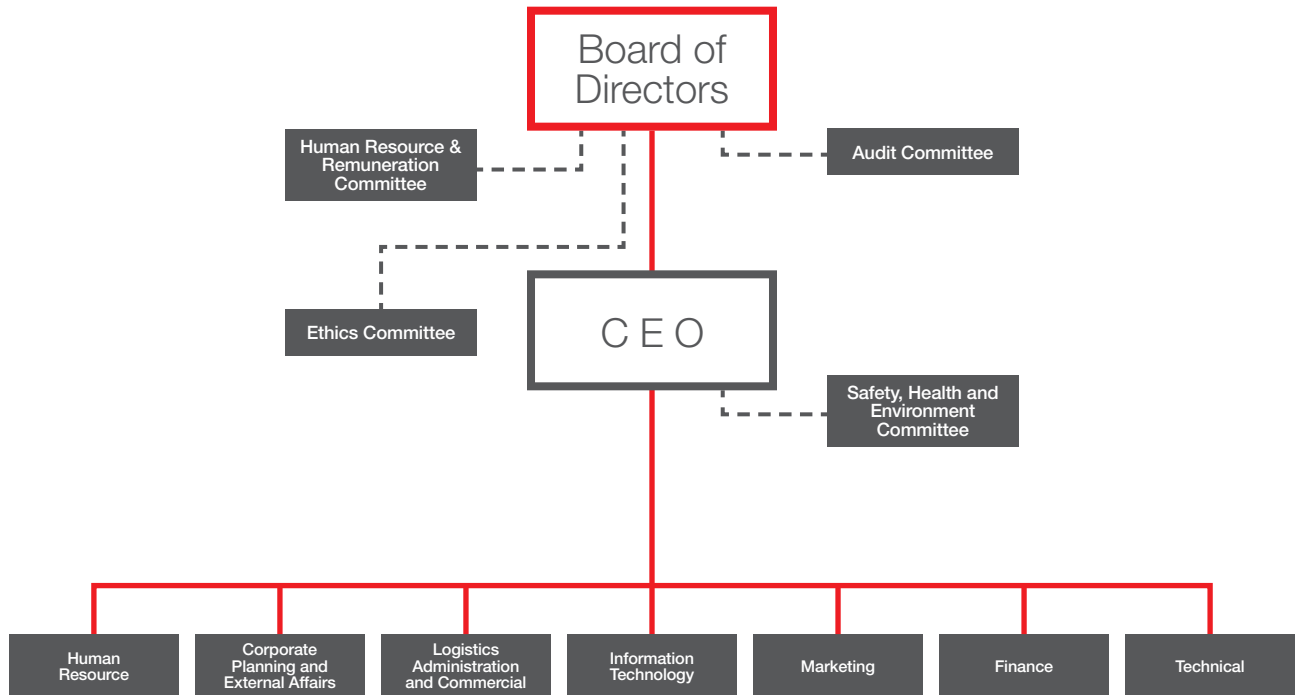 Board of
Directors
Human Resource &
Remuneration
Committee
Audit Committee
Ethics Committee
C E O
Safety, Health and
Environment
Committee
Human
Resource
Corporate
Planning and
External Affairs
Logistics
Administration
and Commercial
Information
Technology
Marketing
Finance
Technical